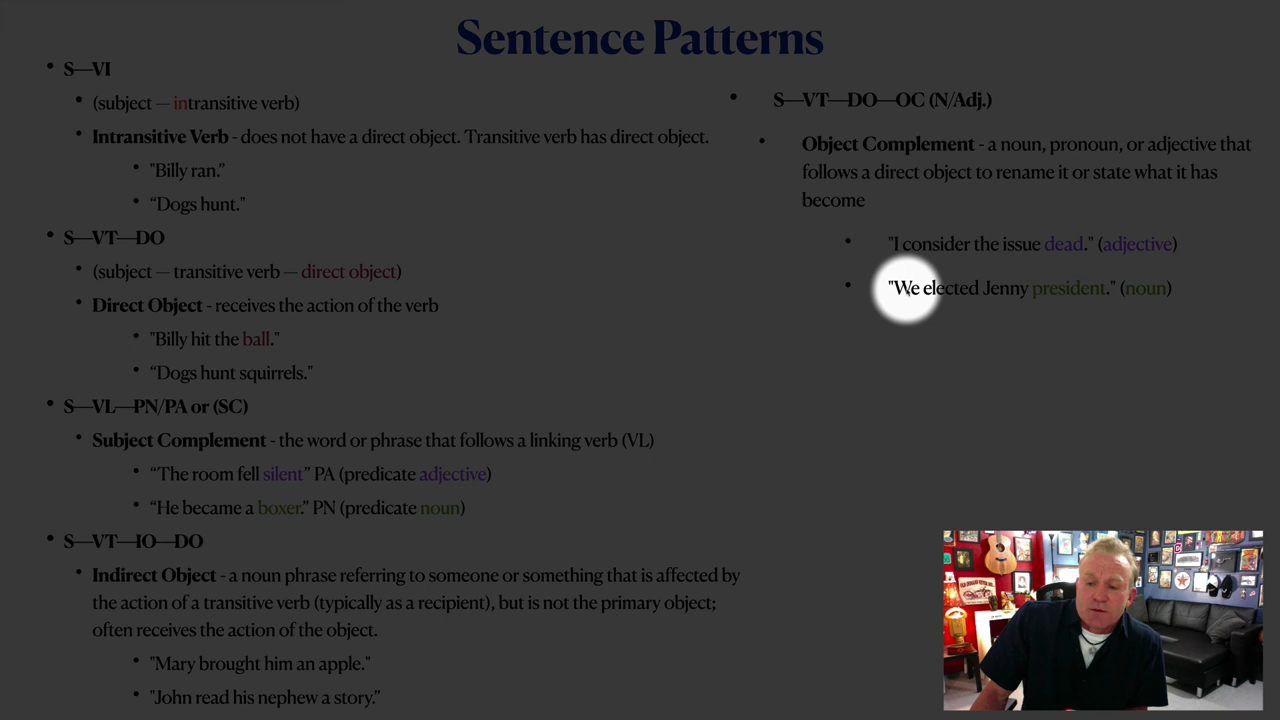 Sentence Patterns
• S—VI
• (subject — intransitive verb)
• Intransitive Verb - does not have a direct object. Transitive verb has direct object.
• "Billy ran.”
• “Dogs hunt."
• S—VT—DO
• (subject — transitive verb — direct object)
• Direct Object - receives the action of the verb
• "Billy hit the ball."
• “Dogs hunt squirrels."
• S—VL—PN/PA or (SC)
• Subject Complement - the word or phrase that follows a linking verb (VL)
• “The room fell silent” PA (predicate adjective)
• “He became a boxer.” PN (predicate noun)
• S—VT—IO—DO
• Indirect Object - a noun phrase referring to someone or something that is affected by
the action of a transitive verb (typically as a recipient), but is not the primary object;
often receives the action of the object.
• "Mary brought him an apple."
• "John read his nephew a story.”
• S—VT—DO—OC (N/Adj.)
• Object Complement - a noun, pronoun, or adjective that
follows a direct object to rename it or state what it has
become
• "I consider the issue dead." (adjective)
• "We elected Jenny president." (noun)